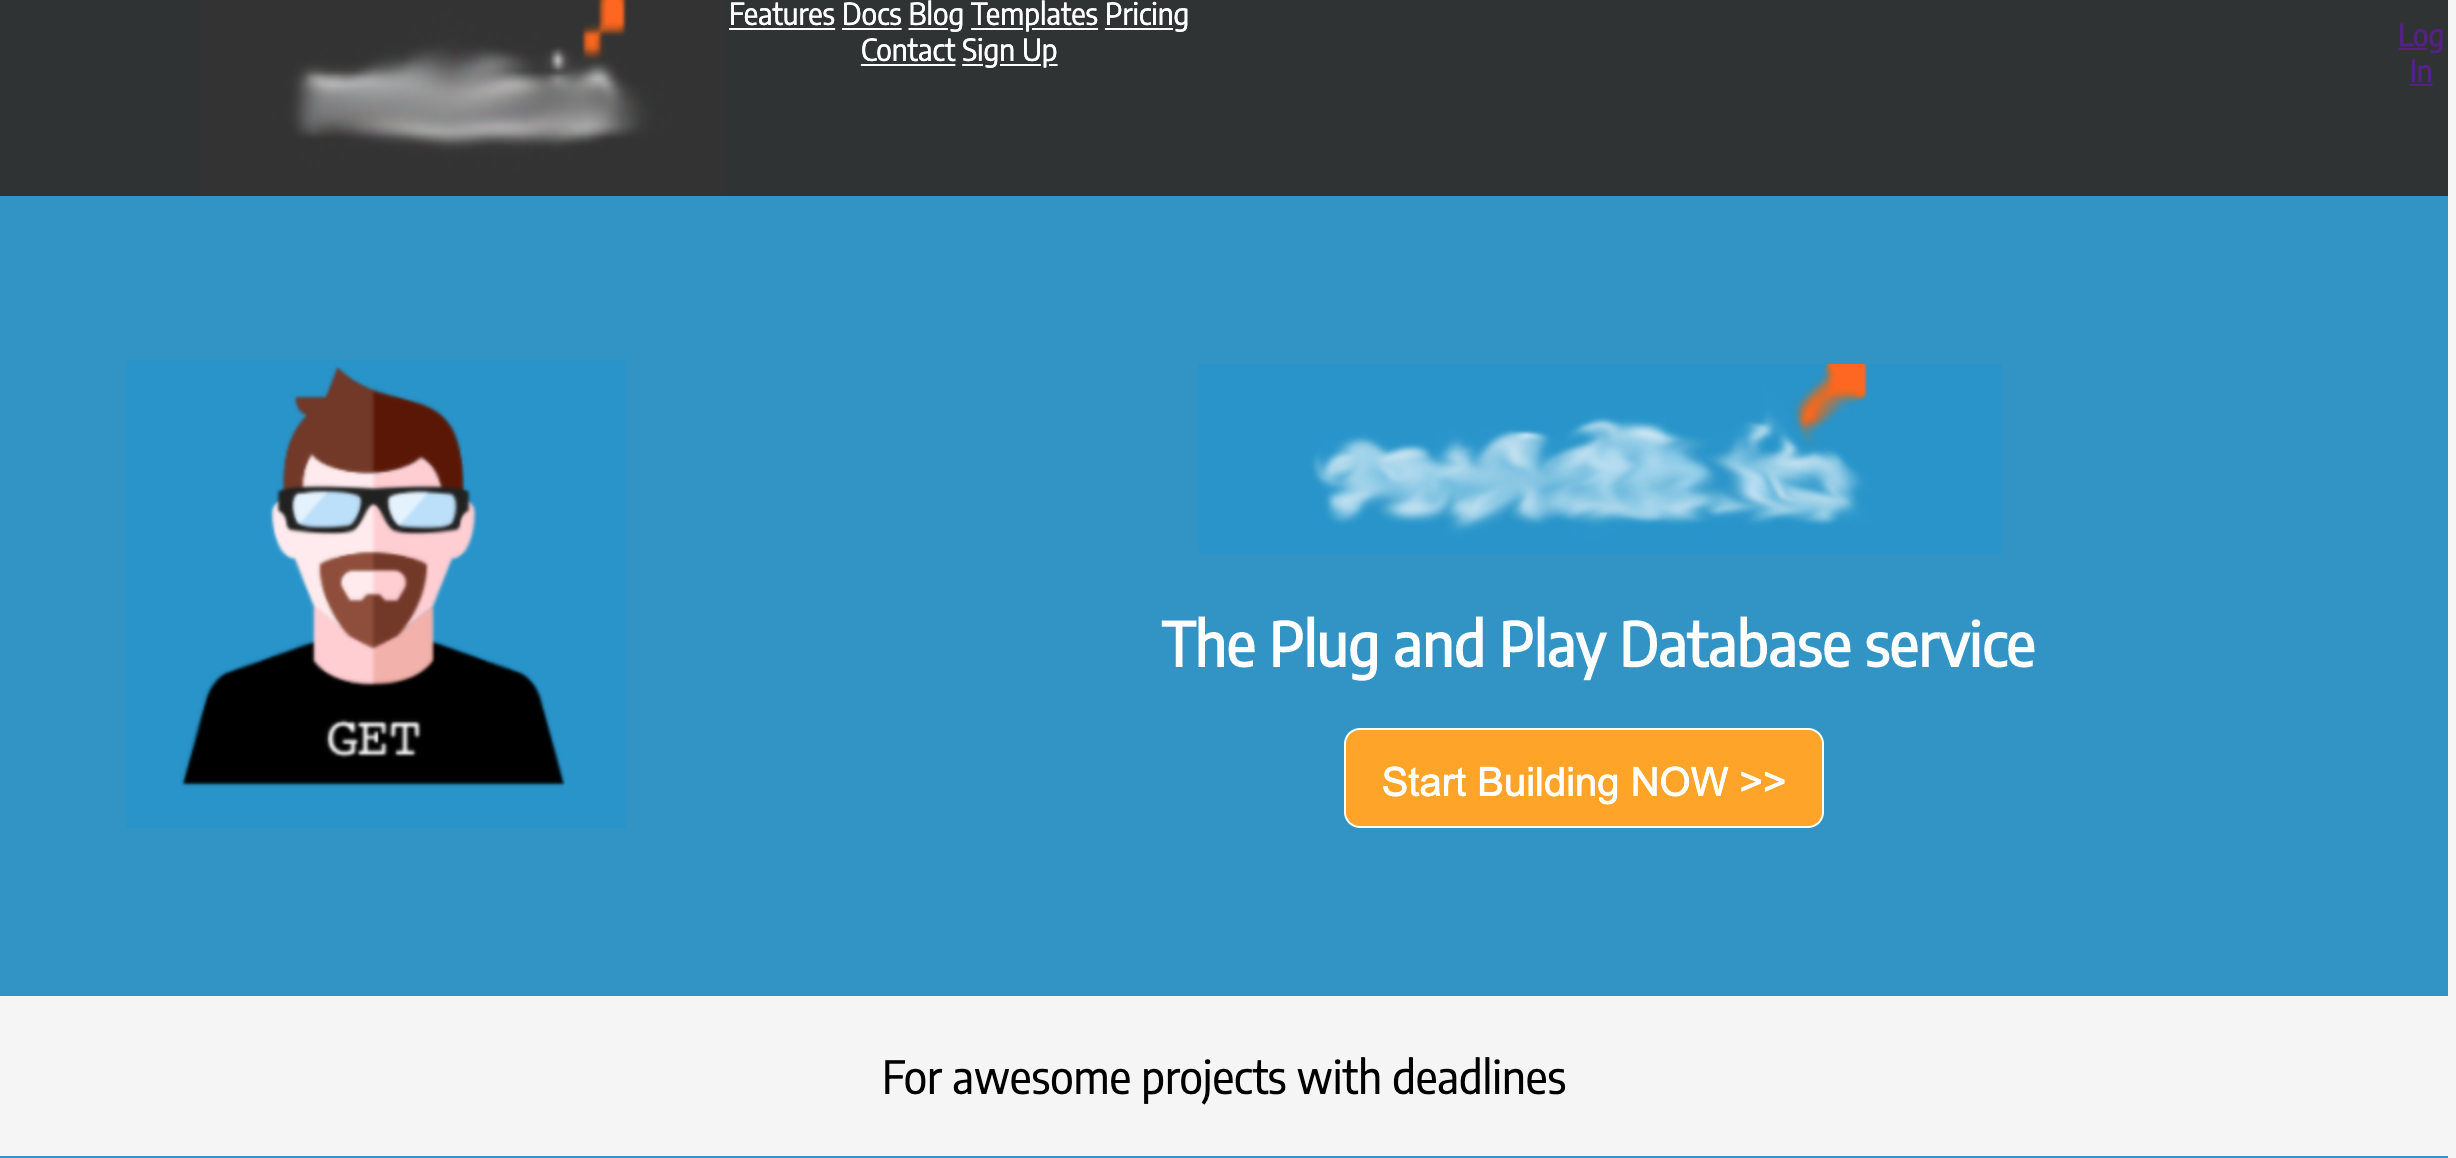 Features Docs Blog Templates Pricing
Contact Sign Up
Log
In
GET
The Plug and Play Database service
Start Building NOW >>
For awesome projects with deadlines